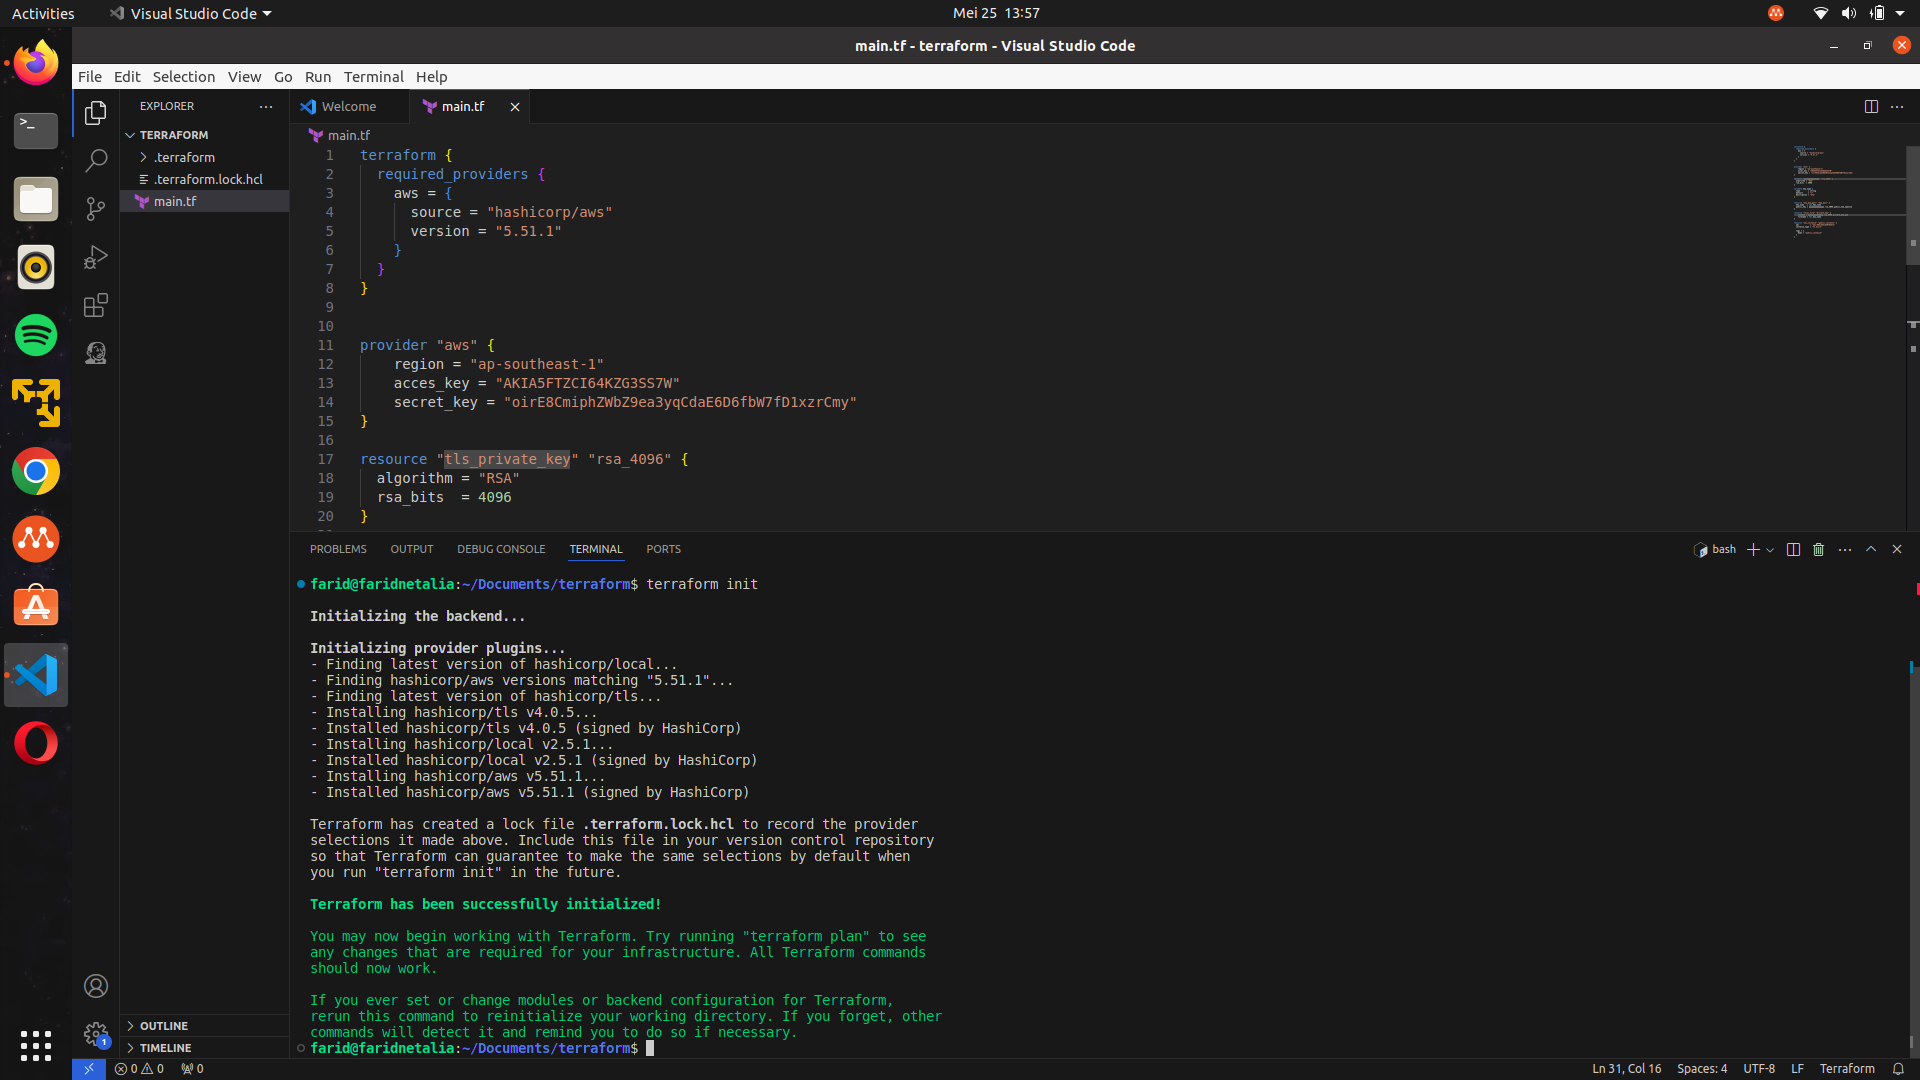 Activities
Visual Studio Code
Mei 25 13:57
main.tf - terraform - Visual Studio Code
File Edit Selection View Go Run Terminal Help
EXPLORER
Welcome
main.tf
TERRAFORM
.terraform
.terraform.lock.hcl
main.tf
main.tf
1 terraform {
2 required_providers {
3 aws = {
4 source = "hashicorp/aws"
5 version = "5.51.1"
6 }
7 }
8 }
9
10
11 provider "aws" {
12 region = "ap-southeast-1"
13 acces_key = "AKIA5FTZCI64KZG3SS7W"
14 secret_key = "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"
15 }
16
17 resource "tls_private_key" "rsa_4096" {
18 algorithm = "RSA"
19 rsa_bits = 4096
20 }
PROBLEMS OUTPUT DEBUG CONSOLE TERMINAL PORTS
bash
farid@faridnetalia:~/Documents/terraform$ terraform init
Initializing the backend...
Initializing provider plugins...
- Finding latest version of hashicorp/local...
- Finding hashicorp/aws versions matching "5.51.1"...
- Finding latest version of hashicorp/tls...
- Installing hashicorp/tls v4.0.5...
- Installed hashicorp/tls v4.0.5 (signed by HashiCorp)
- Installing hashicorp/local v2.5.1...
- Installed hashicorp/local v2.5.1 (signed by HashiCorp)
- Installing hashicorp/aws v5.51.1...
- Installed hashicorp/aws v5.51.1 (signed by HashiCorp)
Terraform has created a lock file .terraform.lock.hcl to record the provider
selections it made above. Include this file in your version control repository
so that Terraform can guarantee to make the same selections by default when
you run "terraform init" in the future.
Terraform has been successfully initialized!
You may now begin working with Terraform. Try running "terraform plan" to see
any changes that are required for your infrastructure. All Terraform commands
should now work.
If you ever set or change modules or backend configuration for Terraform,
rerun this command to reinitialize your working directory. If you forget, other
commands will detect it and remind you to do so if necessary.
farid@faridnetalia:~/Documents/terraform$
OUTLINE
TIMELINE
1
0 0 0
Ln 31, Col 16 Spaces: 4 UTF-8 LF Terraform